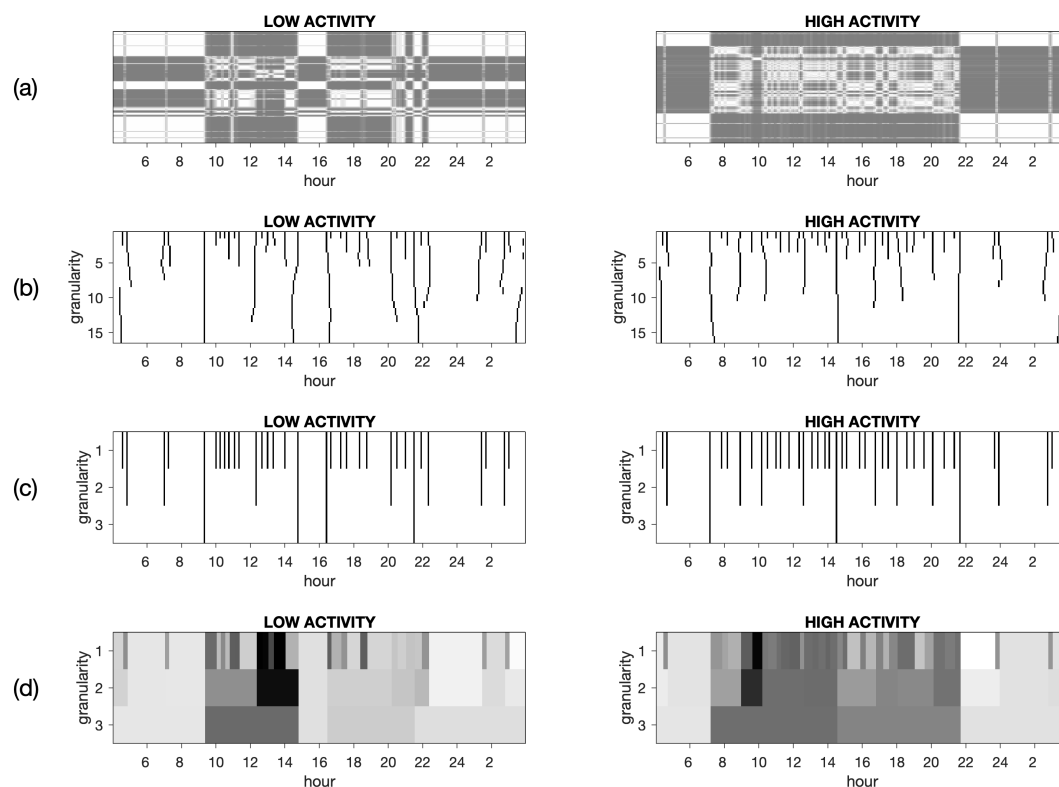 LOW ACTIVITY HIGH ACTIVITY
(a)
6 8 10 12 14 16 18 20 22 24 2 6 8 10 12 14 16 18 20 22 24 2
hour hour
LOW ACTIVITY HIGH ACTIVITY
(b)
granularity 5 10 15 granularity 5 10 15
6 8 10 12 14 16 18 20 22 24 2 6 8 10 12 14 16 18 20 22 24 2
hour hour
LOW ACTIVITY HIGH ACTIVITY
(c)
granularity 1 2 3 granularity 1 2 3
6 8 10 12 14 16 18 20 22 24 2 6 8 10 12 14 16 18 20 22 24 2
hour hour
LOW ACTIVITY HIGH ACTIVITY
(d)
granularity 1 2 3 granularity 1 2 3
6 8 10 12 14 16 18 20 22 24 2 6 8 10 12 14 16 18 20 22 24 2
hour hour